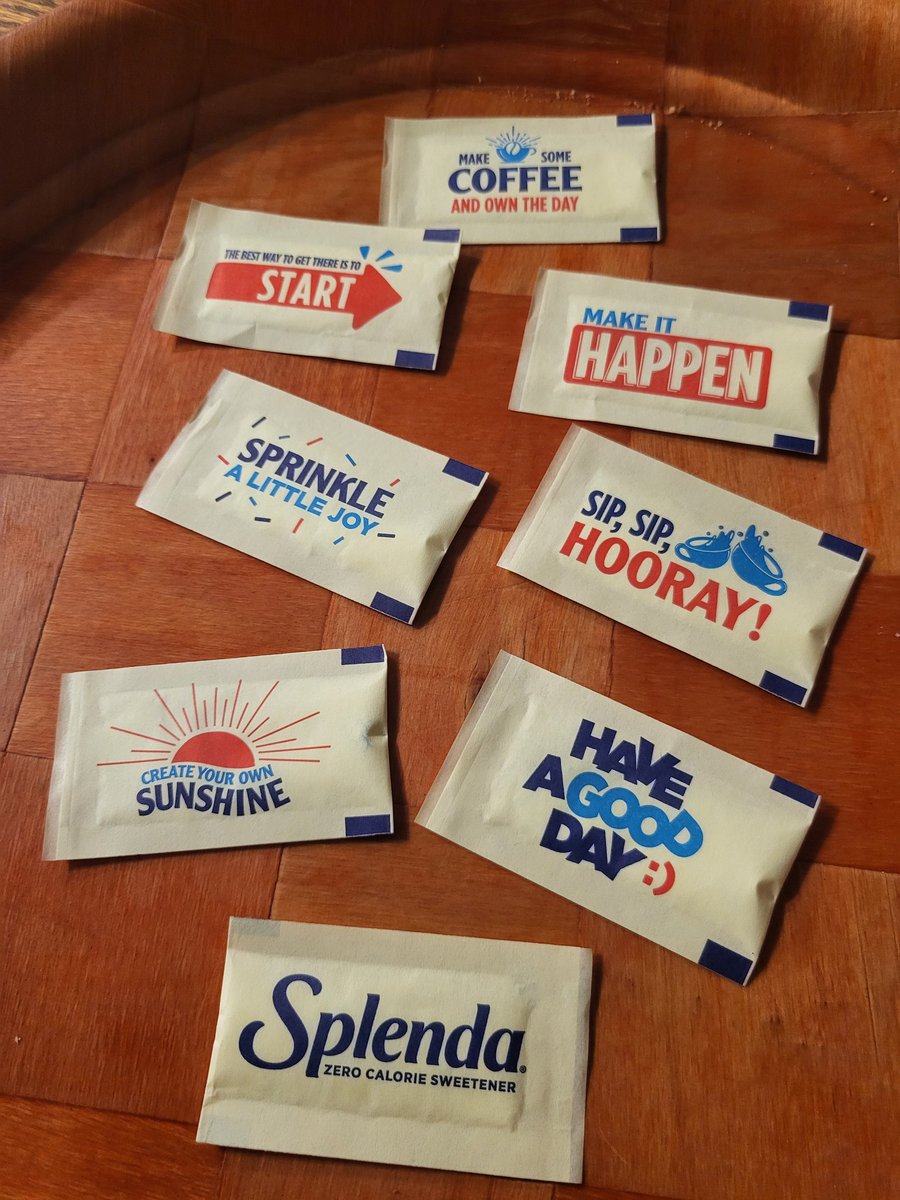 MAKE SOME
COFFEE
AND OWN THE DAY
THE BEST WAY TO GET THERE IS TO
START
MAKE IT
HAPPEN
SPRINKLE
A LITTLE JOY
SIP, SIP,
HOORAY!
CREATE YOUR OWN
SUNSHINE
HAVE
A GOOD
DAY :)
Splenda®
ZERO CALORIE SWEETENER